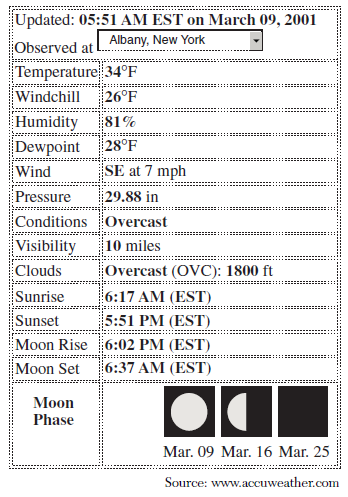 Updated: 05:51 AM EST on March 09, 2001
Observed at Albany, New York
Temperature 34°F
Windchill 26°F
Humidity 81%
Dewpoint 28°F
Wind SE at 7 mph
Pressure 29.88 in
Conditions Overcast
Visibility 10 miles
Clouds Overcast (OVC): 1800 ft
Sunrise 6:17 AM (EST)
Sunset 5:51 PM (EST)
Moon Rise 6:02 PM (EST)
Moon Set 6:37 AM (EST)
Moon
Phase
Mar. 09 Mar. 16 Mar. 25
Source: www.accuweather.com